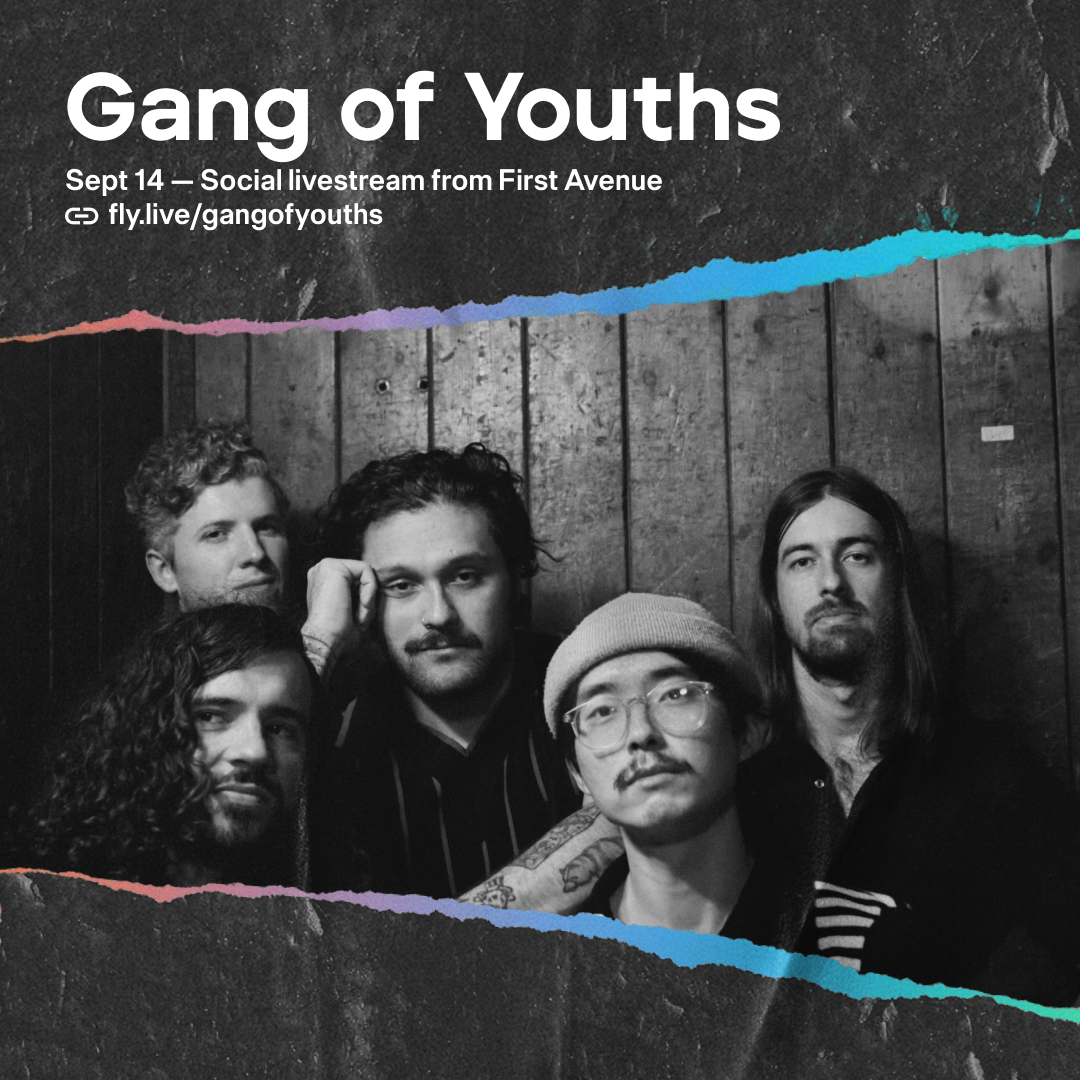 Gang of Youths
Sept 14 — Social livestream from First Avenue
fly.live/gangofyouths